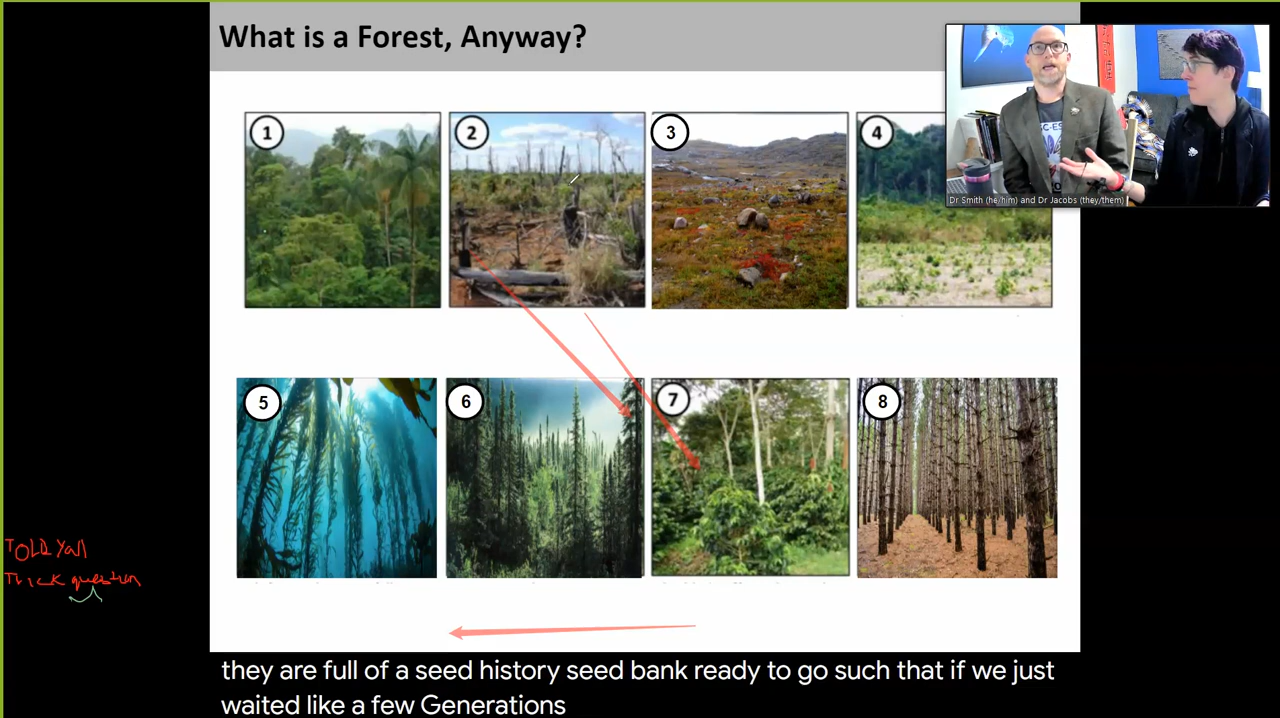 What is a Forest, Anyway?
1
2
3
4
Dr Smith (he/him) and Dr Jacobs (they/them)
5
6
7
8
TOLD Yall
Trick question
they are full of a seed history seed bank ready to go such that if we just
waited like a few Generations